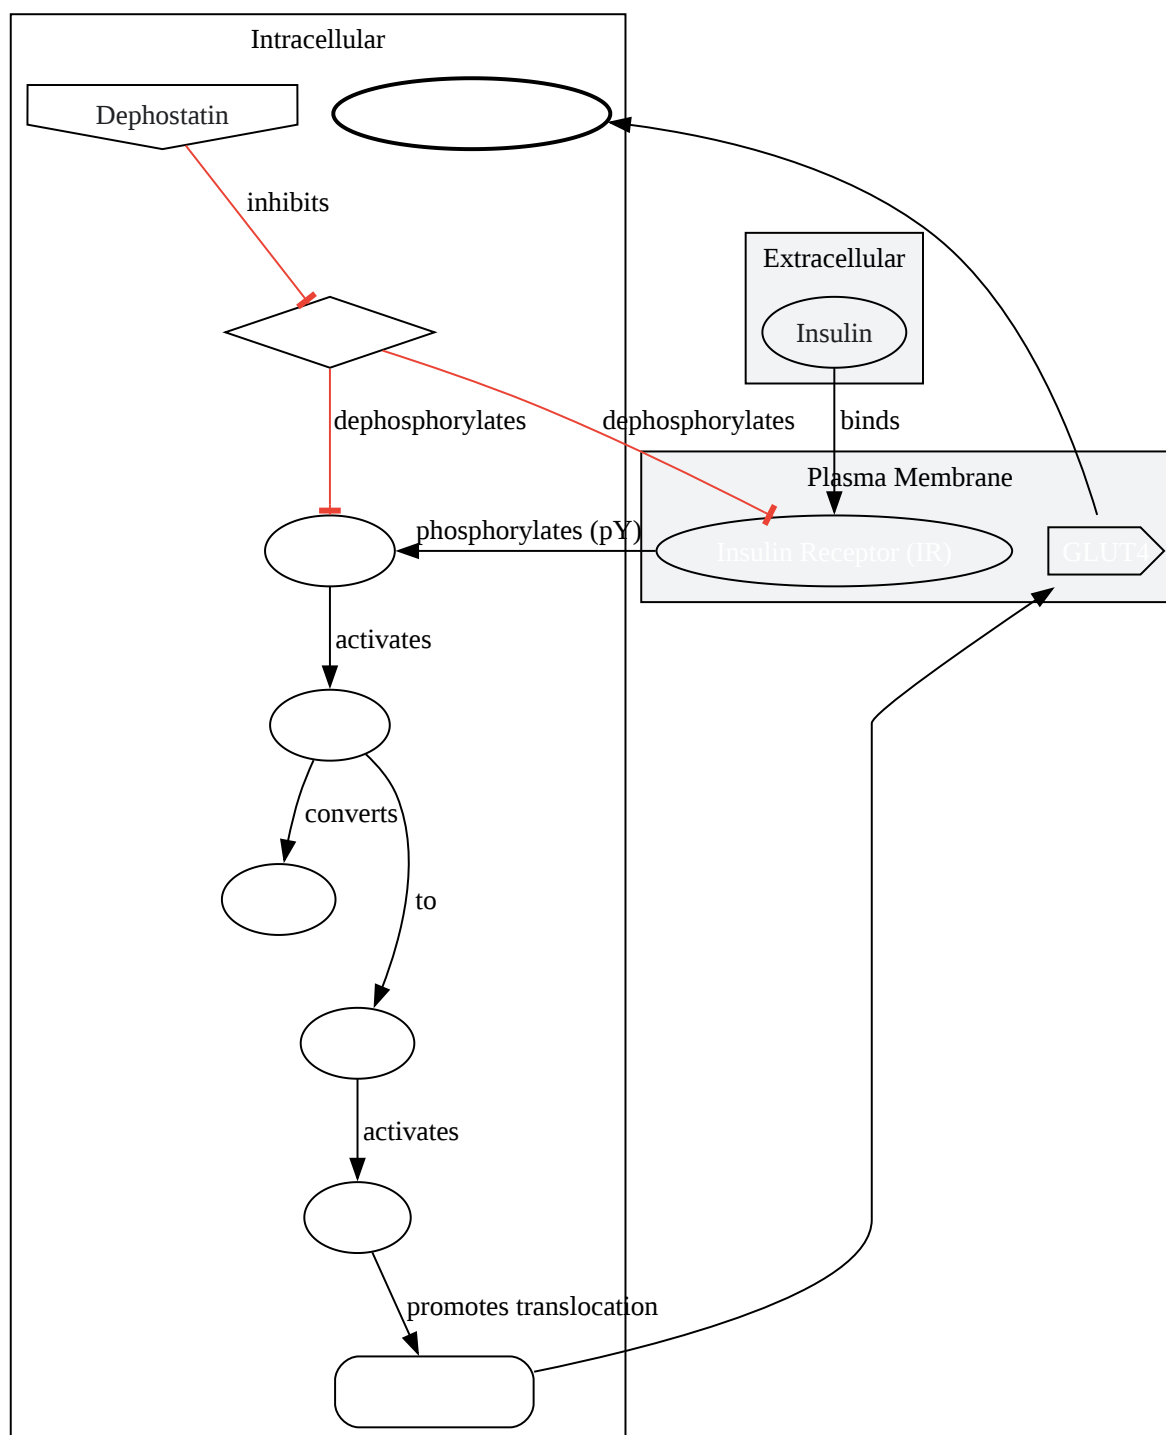 Intracellular
Dephostatin
inhibits
Extracellular
Insulin
dephosphorylates
dephosphorylates
binds
Plasma Membrane
phosphorylates (pY)
Insulin Receptor (IR)
GLUT4
activates
converts
to
activates
promotes translocation